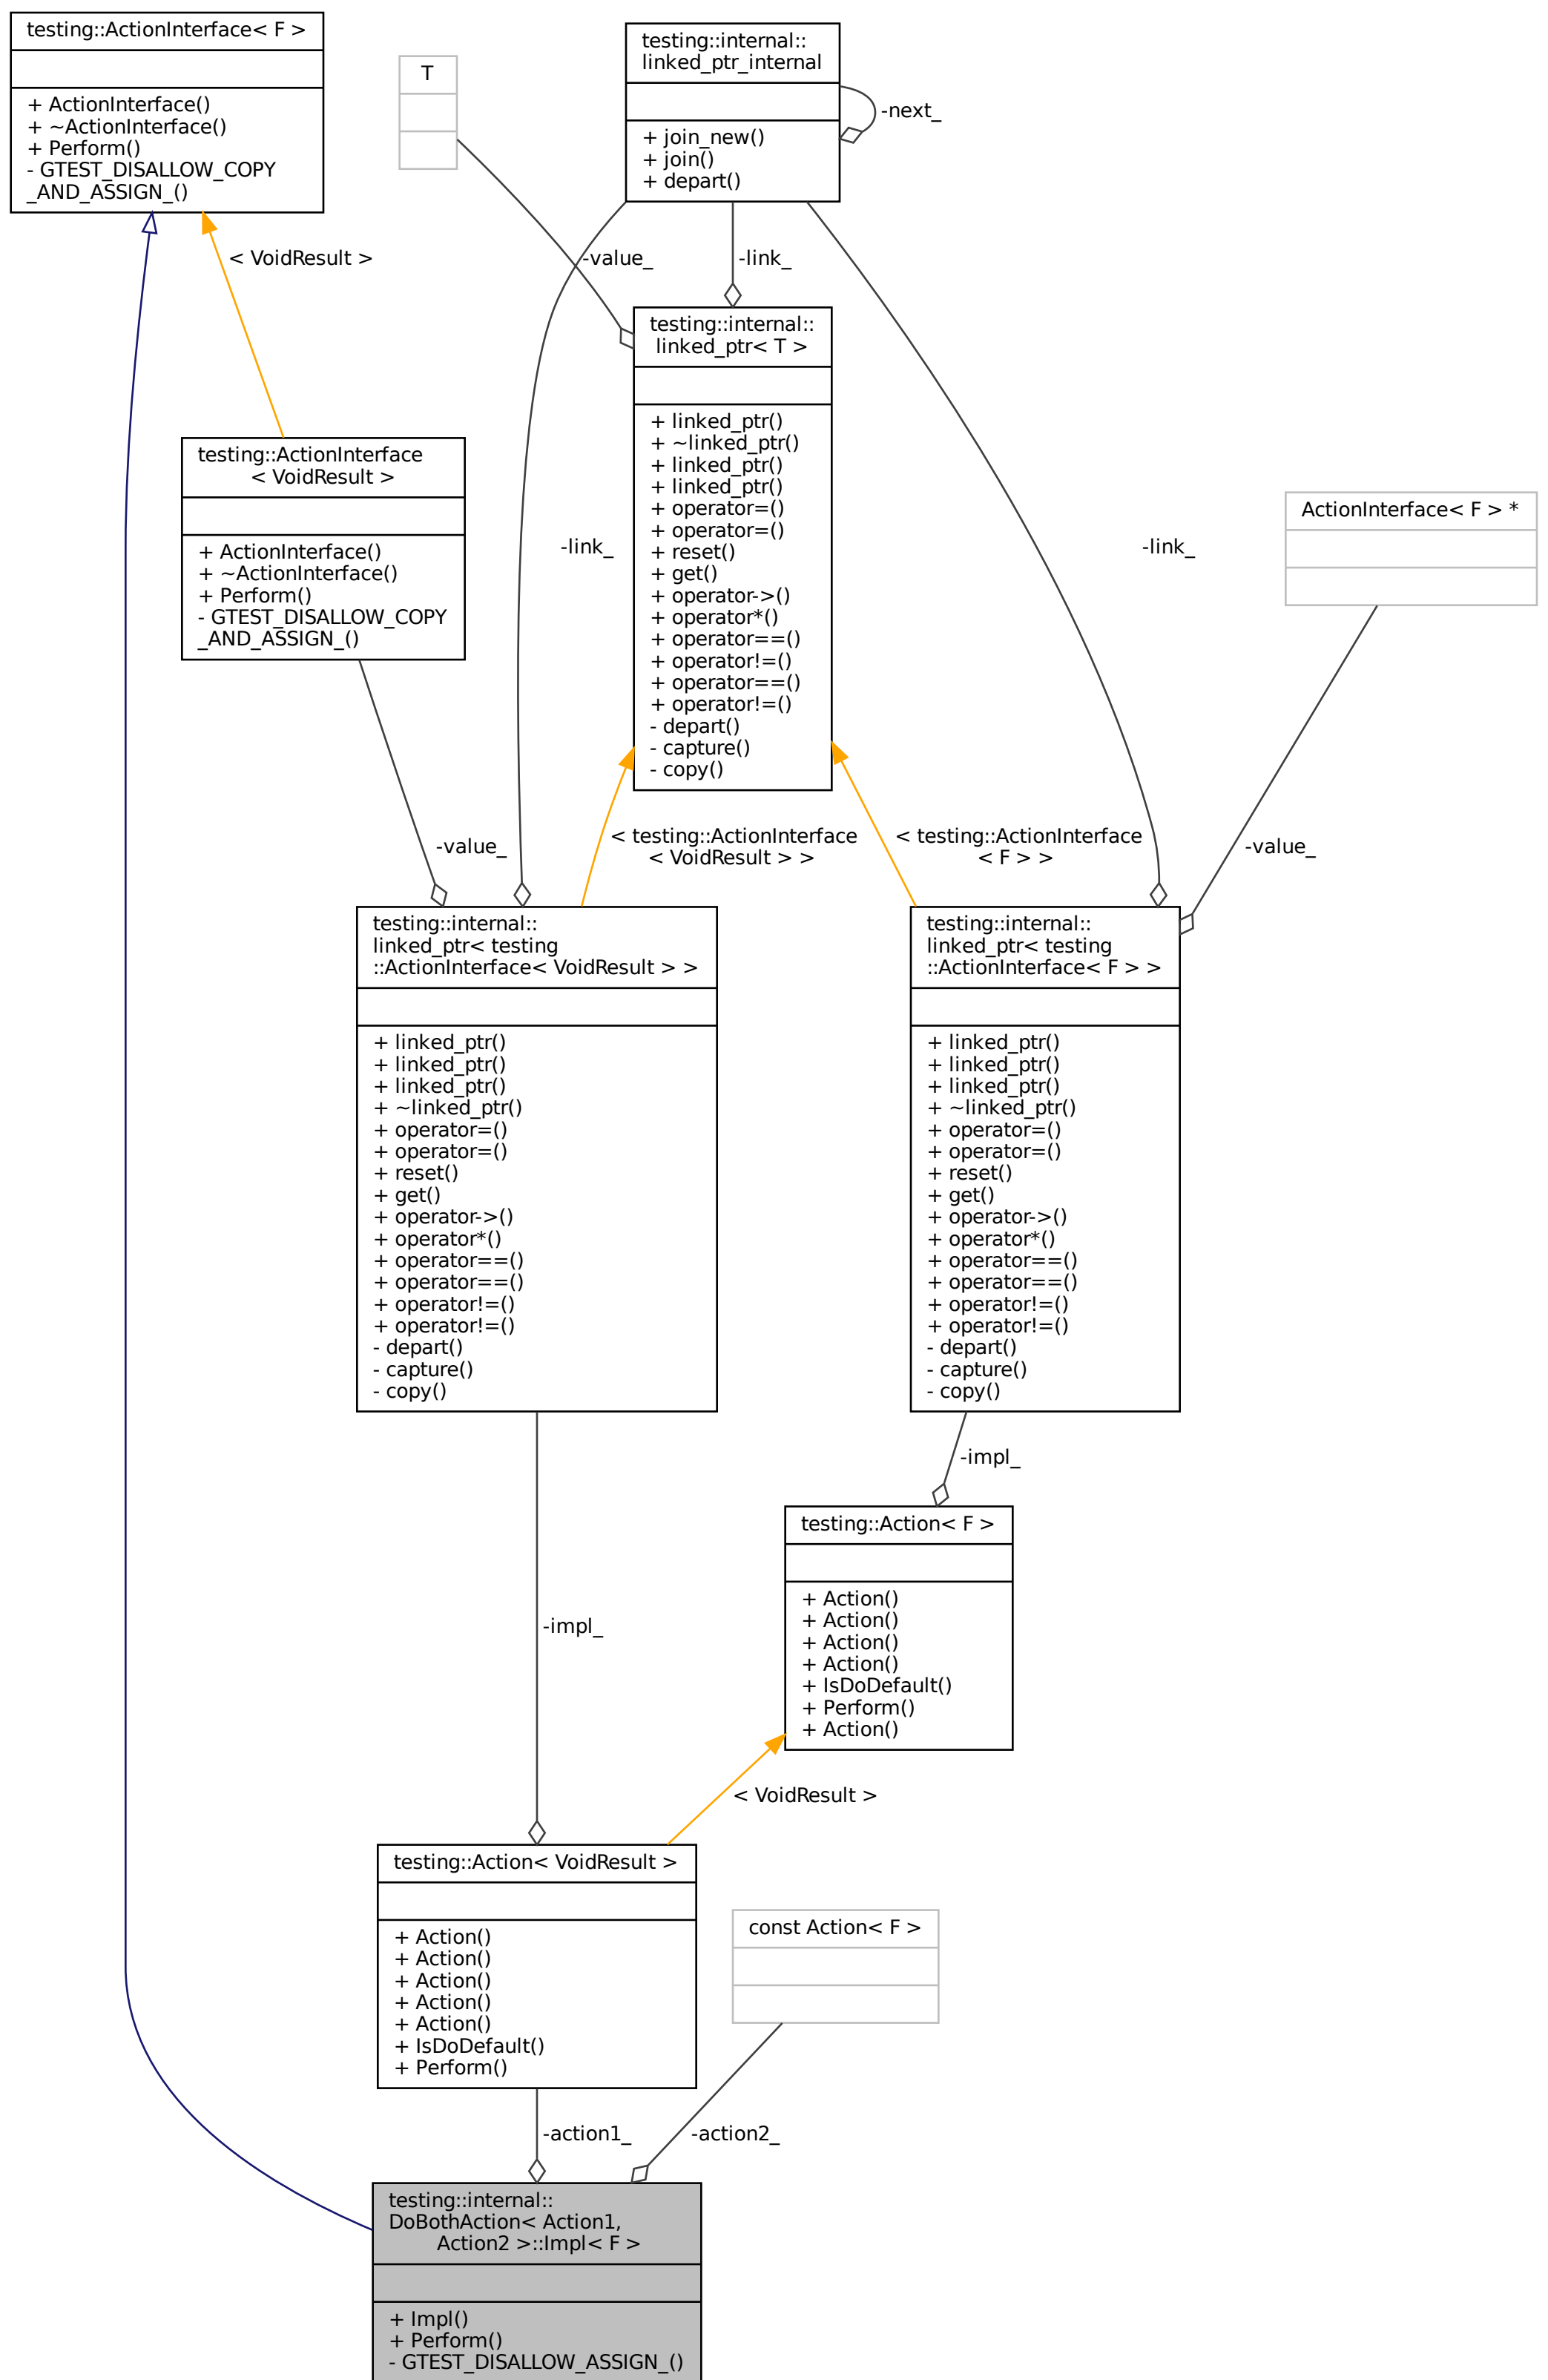 testing::ActionInterface< F >
+ ActionInterface()
+ ~ActionInterface()
+ Perform()
- GTEST_DISALLOW_COPY
_AND_ASSIGN_()
T
testing::internal::
linked_ptr_internal
+ join_new()
+ join()
+ depart()
-next_
< VoidResult >
-value_
-link_
testing::internal::
linked_ptr< T >
+ linked_ptr()
+ ~linked_ptr()
+ linked_ptr()
+ linked_ptr()
+ operator=()
+ operator=()
+ reset()
+ get()
+ operator->()
+ operator*()
+ operator==()
+ operator!=()
+ operator==()
+ operator!=()
- depart()
- capture()
- copy()
testing::ActionInterface
< VoidResult >
+ ActionInterface()
+ ~ActionInterface()
+ Perform()
- GTEST_DISALLOW_COPY
_AND_ASSIGN_()
-link_
-link_
ActionInterface< F > *
-value_
< testing::ActionInterface
< VoidResult > >
< testing::ActionInterface
< F > >
-value_
testing::internal::
linked_ptr< testing
::ActionInterface< VoidResult > >
+ linked_ptr()
+ linked_ptr()
+ linked_ptr()
+ ~linked_ptr()
+ operator=()
+ operator=()
+ reset()
+ get()
+ operator->()
+ operator*()
+ operator==()
+ operator==()
+ operator!=()
+ operator!=()
- depart()
- capture()
- copy()
testing::internal::
linked_ptr< testing
::ActionInterface< F > >
+ linked_ptr()
+ linked_ptr()
+ linked_ptr()
+ ~linked_ptr()
+ operator=()
+ operator=()
+ reset()
+ get()
+ operator->()
+ operator*()
+ operator==()
+ operator==()
+ operator!=()
+ operator!=()
- depart()
- capture()
- copy()
-impl_
testing::Action< F >
+ Action()
+ Action()
+ Action()
+ Action()
+ IsDoDefault()
+ Perform()
+ Action()
-impl_
< VoidResult >
testing::Action< VoidResult >
+ Action()
+ Action()
+ Action()
+ Action()
+ Action()
+ IsDoDefault()
+ Perform()
const Action< F >
-action1_
-action2_
testing::internal::
DoBothAction< Action1,
Action2 >::Impl< F >
+ Impl()
+ Perform()
- GTEST_DISALLOW_ASSIGN_()